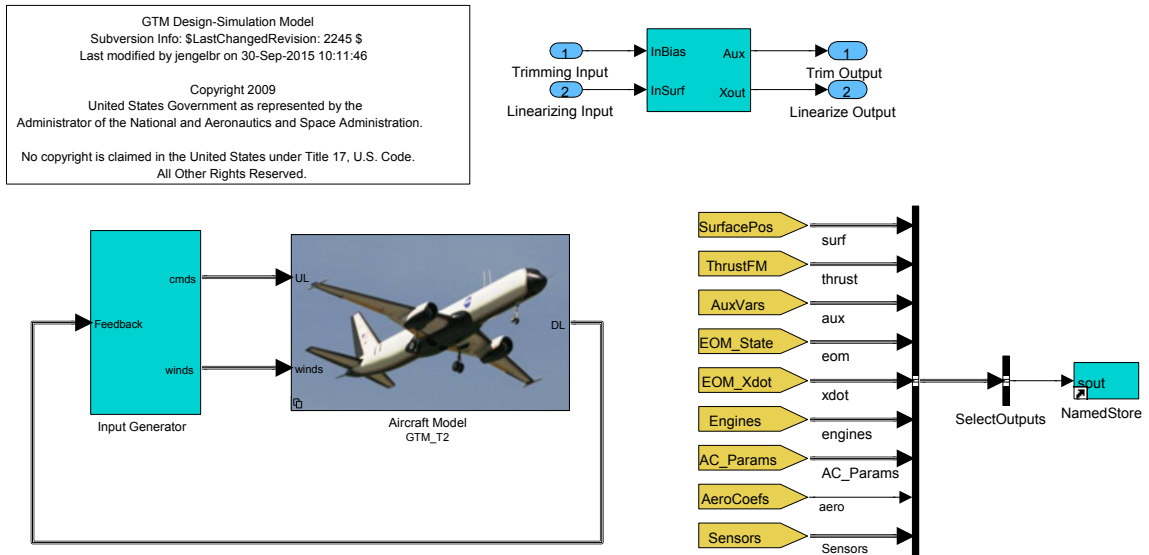 GTM Design-Simulation Model
Subversion Info: $LastChangedRevision: 2245 $
Last modified by jengelbr on 30-Sep-2015 10:11:46
Copyright 2009
United States Government as represented by the
Administrator of the National and Aeronautics and Space Administration.
No copyright is claimed in the United States under Title 17, U.S. Code.
All Other Rights Reserved.
1
Trimming Input
2
Linearizing Input
InBias
InSurf
Aux
Xout
1
Trim Output
2
Linearize Output
Feedback
cmds
winds
Input Generator
UL
winds
DL
Aircraft Model
GTM_T2
SurfacePos
surf
ThrustFM
thrust
AuxVars
aux
EOM_State
eom
EOM_Xdot
xdot
Engines
engines
AC_Params
AC_Params
AeroCoefs
aero
Sensors
Sensors
SelectOutputs
sout
NamedStore